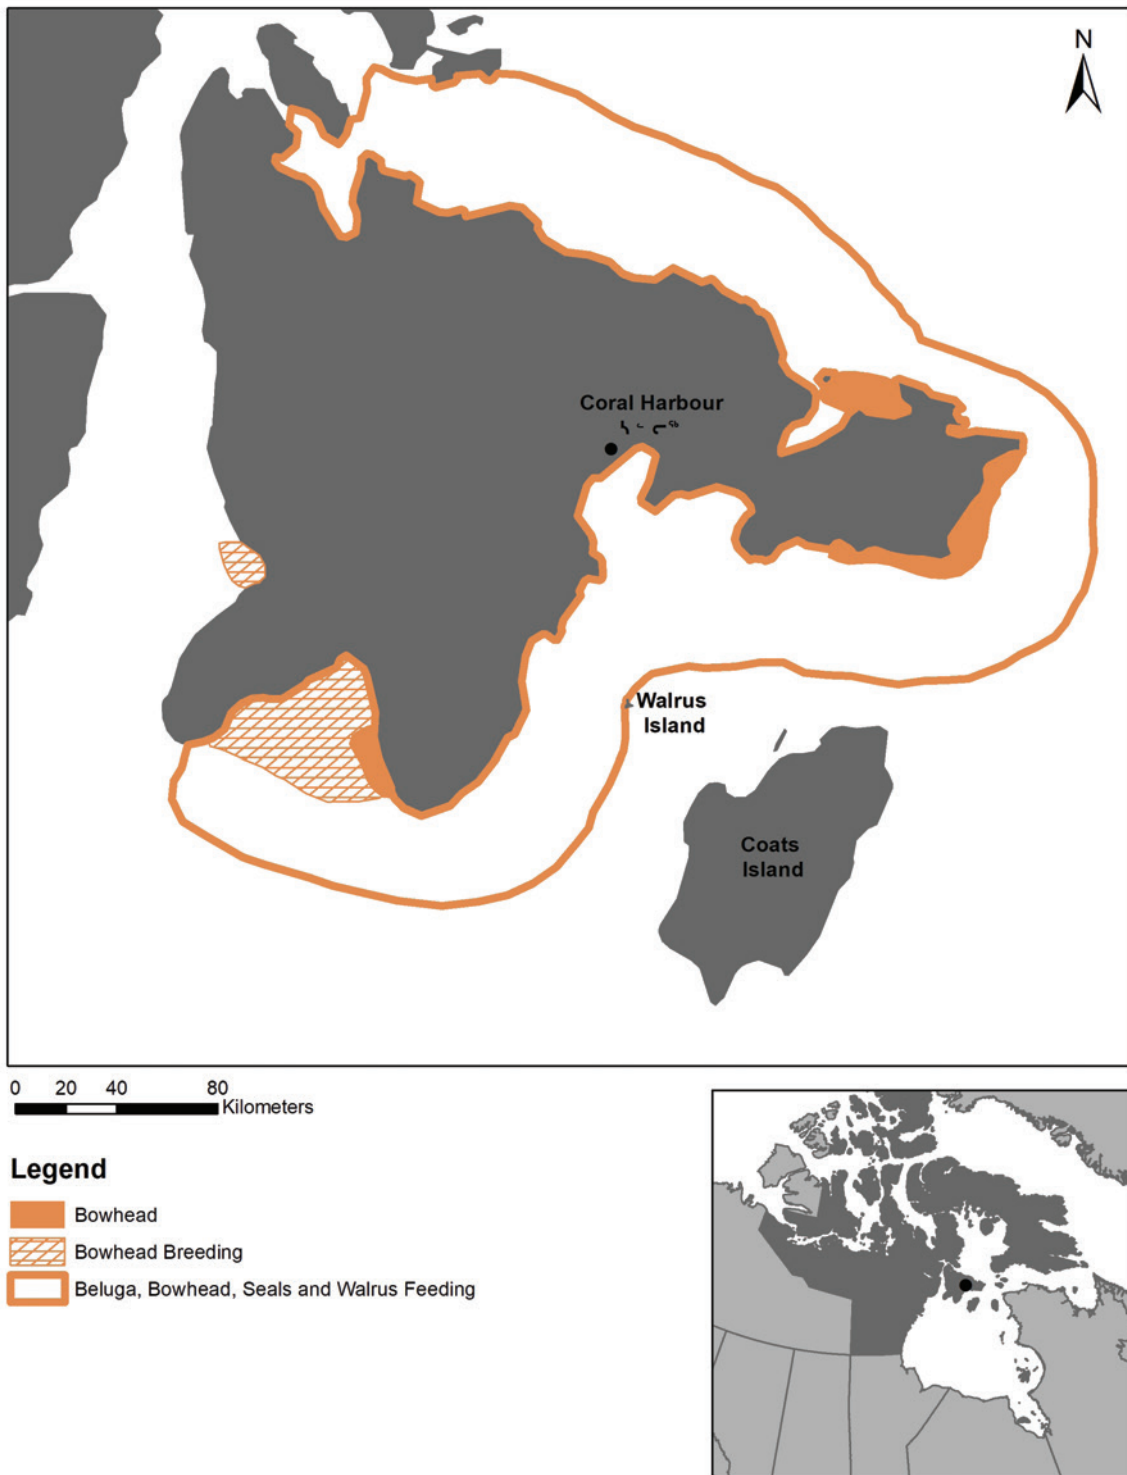 N
Coral Harbour
ᓴᓪᓕᖅ
Walrus
Island
Coats
Island
0 20 40 80
Kilometers
Legend
Bowhead
Bowhead Breeding
Beluga, Bowhead, Seals and Walrus Feeding